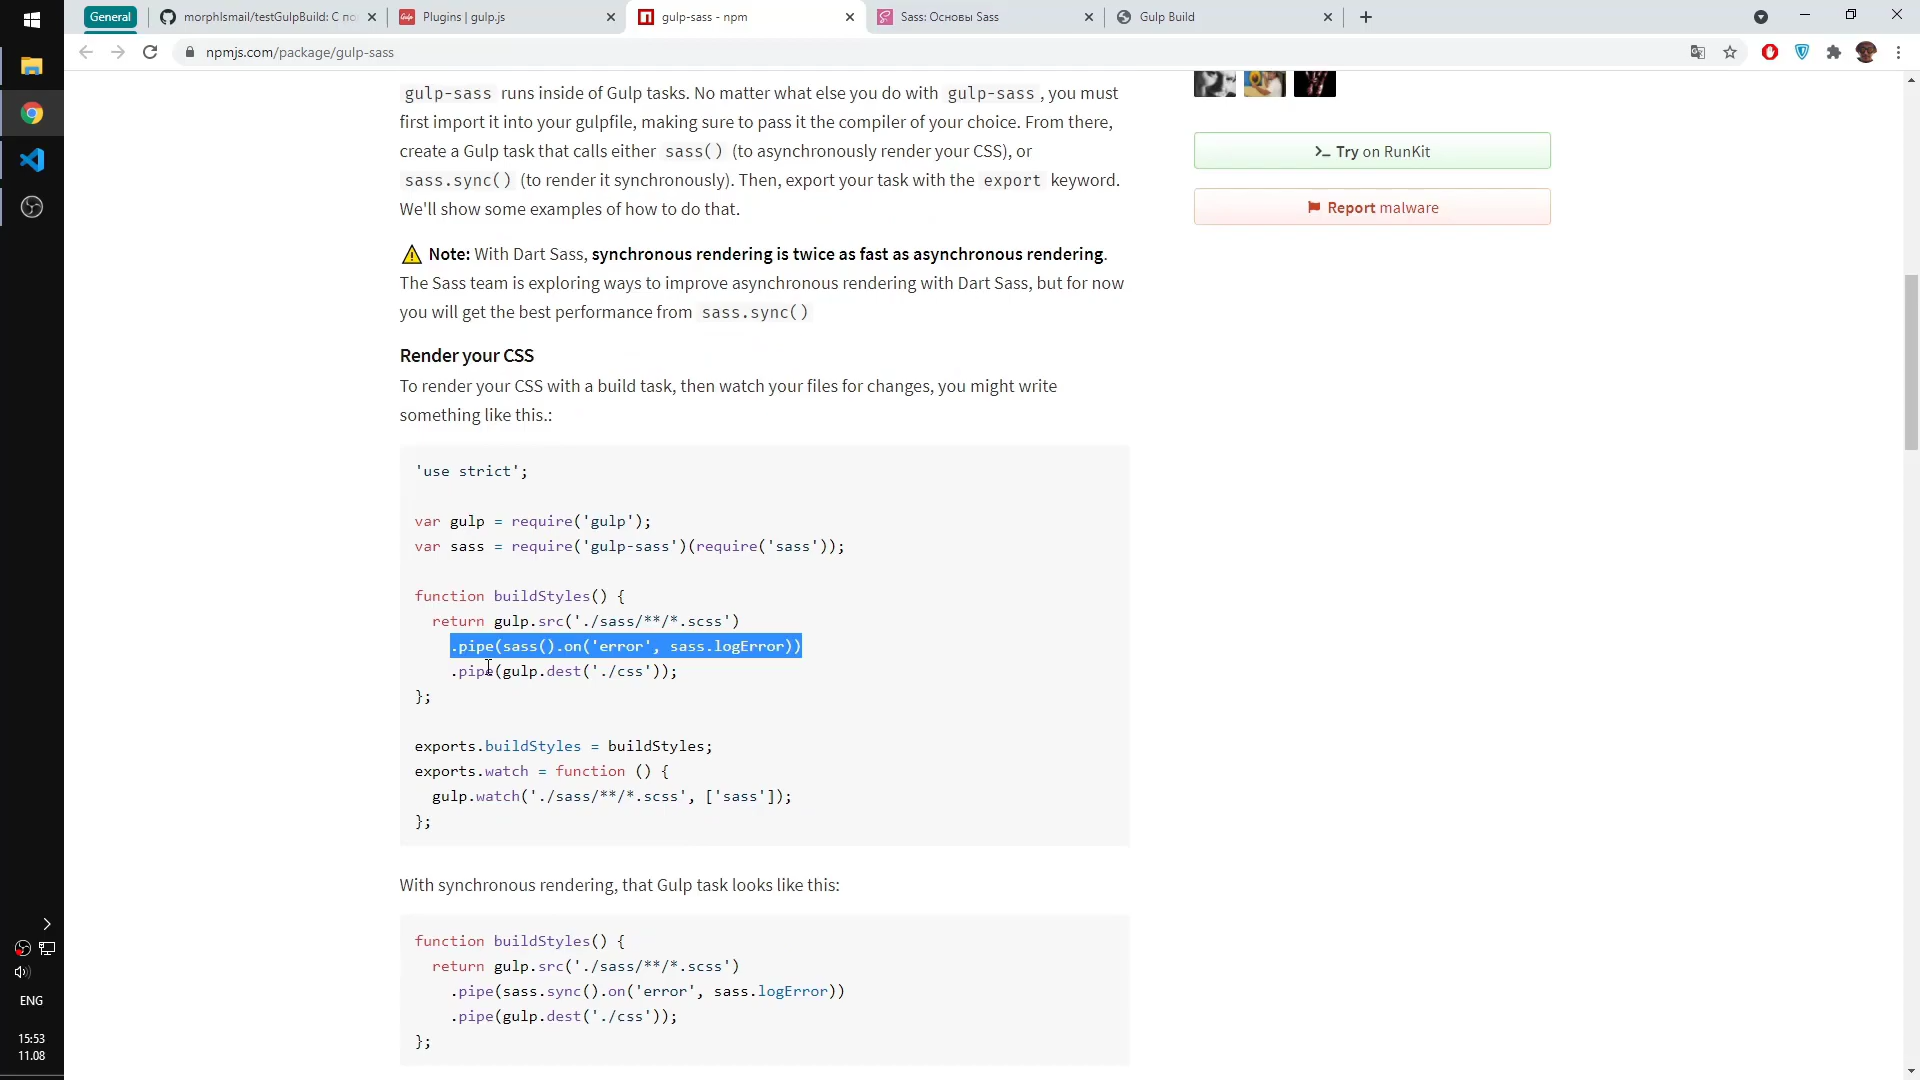 General
morphIsmail/testGulpBuild: С по
Plugins | gulp.js
gulp-sass - npm
Sass: Основы Sass
Gulp Build
npmjs.com/package/gulp-sass
gulp-sass runs inside of Gulp tasks. No matter what else you do with gulp-sass , you must
first import it into your gulpfile, making sure to pass it the compiler of your choice. From there,
create a Gulp task that calls either sass() (to asynchronously render your CSS), or
sass.sync() (to render it synchronously). Then, export your task with the export keyword.
We'll show some examples of how to do that.
Try on RunKit
Report malware
Note: With Dart Sass, synchronous rendering is twice as fast as asynchronous rendering.
The Sass team is exploring ways to improve asynchronous rendering with Dart Sass, but for now
you will get the best performance from sass.sync()
Render your CSS
To render your CSS with a build task, then watch your files for changes, you might write
something like this.:
'use strict';
var gulp = require('gulp');
var sass = require('gulp-sass')(require('sass'));
function buildStyles() {
return gulp.src('./sass/**/*.scss')
.pipe(sass().on('error', sass.logError))
.pipe(gulp.dest('./css'));
};
exports.buildStyles = buildStyles;
exports.watch = function () {
gulp.watch('./sass/**/*.scss', ['sass']);
};
With synchronous rendering, that Gulp task looks like this:
function buildStyles() {
return gulp.src('./sass/**/*.scss')
.pipe(sass.sync().on('error', sass.logError))
.pipe(gulp.dest('./css'));
};
ENG
15:53
11.08